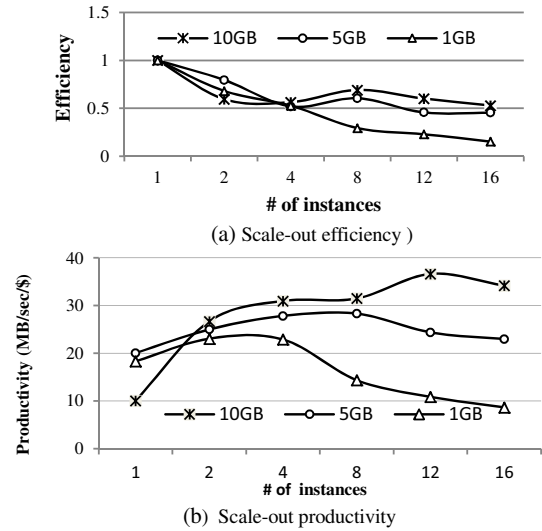 1.5
10GB 5GB 1GB
1
Efficiency
0.5
0
1 2 4 8 12 16
# of instances
(a) Scale-out efficiency )
40
30
Productivity (MB/sec/$)
20
10
10GB 5GB 1GB
0
1 2 4 8 12 16
# of instances
(b) Scale-out productivity